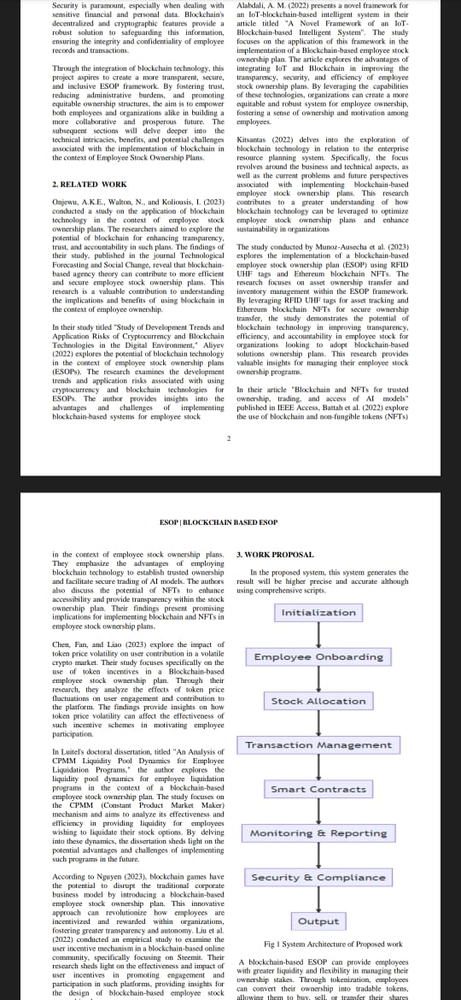 Security is paramount, especially when dealing with
sensitive financial and personal data. Blockchain's
decentralized and cryptographic features provide a
robust solution to safeguarding this information,
ensuring the integrity and confidentiality of employee
records and transactions.
Through the integration of blockchain technology, this
project aspires to create a more transparent, secure,
and inclusive ESOP framework. By fostering trust,
reducing administrative burdens, and promoting
equitable ownership structures, the aim is to empower
both employees and organizations alike in building a
more collaborative and prosperous future. The
subsequent sections will delve deeper into the
technical intricacies, benefits, and potential challenges
associated with the implementation of blockchain in
the context of Employee Stock Ownership Plans.
2. RELATED WORK
Onjewu, A.K.E., Walton, N., and Koliousis, I. (2023)
conducted a study on the application of blockchain
technology in the context of employee stock
ownership plans. The researchers aimed to explore the
potential of blockchain for enhancing transparency,
trust, and accountability in such plans. The findings of
their study, published in the journal Technological
Forecasting and Social Change, reveal that blockchain-
based agency theory can contribute to more efficient
and secure employee stock ownership plans. This
research is a valuable contribution to understanding
the implications and benefits of using blockchain in
the context of employee ownership.
In their study titled "Study of Development Trends and
Application Risks of Cryptocurrency and Blockchain
Technologies in the Digital Environment," Aliyev
(2022) explores the potential of blockchain technology
in the context of employee stock ownership plans
(ESOPs). The research examines the development
trends and application risks associated with using
cryptocurrency and blockchain technologies for
ESOPs. The author provides insights into the
advantages and challenges of implementing
blockchain-based systems for employee stock
Alabdali, A. M. (2022) presents a novel framework for
an IoT-blockchain-based intelligent system in their
article titled "A Novel Framework of an IoT-
Blockchain-based Intelligent System". The study
focuses on the application of this framework in the
implementation of a Blockchain-based employee stock
ownership plan. The article explores the advantages of
integrating IoT and Blockchain in improving the
transparency, security, and efficiency of employee
stock ownership plans. By leveraging the capabilities
of these technologies, organizations can create a more
equitable and robust system for employee ownership,
fostering a sense of ownership and motivation among
employees.
Kitsantas (2022) delves into the exploration of
blockchain technology in relation to the enterprise
resource planning system. Specifically, the focus
revolves around the business and technical aspects, as
well as the current problems and future perspectives
associated with implementing blockchain-based
employee stock ownership plans. This research
contributes to a greater understanding of how
blockchain technology can be leveraged to optimize
employee stock ownership plans and enhance
sustainability in organizations
The study conducted by Munoz-Ausecha et al. (2023)
explores the implementation of a blockchain-based
employee stock ownership plan (ESOP) using RFID
UHF tags and Ethereum blockchain NFTs. The
research focuses on asset ownership transfer and
inventory management within the ESOP framework.
By leveraging RFID UHF tags for asset tracking and
Ethereum blockchain NFTs for secure ownership
transfer, the study demonstrates the potential of
blockchain technology in improving transparency,
efficiency, and accountability in employee stock for
organizations looking to adopt blockchain-based
solutions ownership plans. This research provides
valuable insights for managing their employee stock
ownership programs.
In their article "Blockchain and NFTs for trusted
ownership, trading, and access of AI models"
published in IEEE Access, Battah et al. (2022) explore
the use of blockchain and non-fungible tokens (NFTs)
2
ESOP | BLOCKCHAIN BASED ESOP
in the context of employee stock ownership plans.
They emphasize the advantages of employing
blockchain technology to establish trusted ownership
and facilitate secure trading of AI models. The authors
also discuss the potential of NFTs to enhance
accessibility and provide transparency within the stock
ownership plan. Their findings present promising
implications for implementing blockchain and NFTs in
employee stock ownership plans.
Chen, Fan, and Liao (2023) explore the impact of
token price volatility on user contribution in a volatile
crypto market. Their study focuses specifically on the
use of token incentives in a Blockchain-based
employee stock ownership plan. Through their
research, they analyze the effects of token price
fluctuations on user engagement and contribution to
the platform. The findings provide insights on how
token price volatility can affect the effectiveness of
such incentive schemes in motivating employee
participation.
In Luitel's doctoral dissertation, titled "An Analysis of
CPMM Liquidity Pool Dynamics for Employee
Liquidation Programs," the author explores the
liquidity pool dynamics for employee liquidation
programs in the context of a blockchain-based
employee stock ownership plan. The study focuses on
the CPMM (Constant Product Market Maker)
mechanism and aims to analyze its effectiveness and
efficiency in providing liquidity for employees
wishing to liquidate their stock options. By delving
into these dynamics, the dissertation sheds light on the
potential advantages and challenges of implementing
such programs in the future.
According to Nguyen (2023), blockchain games have
the potential to disrupt the traditional corporate
business model by introducing a blockchain-based
employee stock ownership plan. This innovative
approach can revolutionize how employees are
incentivized and rewarded within organizations,
fostering greater transparency and autonomy. Liu et al.
(2022) conducted an empirical study to examine the
user incentive mechanism in a blockchain-based online
community, specifically focusing on Steemit. Their
research sheds light on the effectiveness and impact of
user incentives in promoting engagement and
participation in such platforms, providing insights for
the design of blockchain-based employee stock
3. WORK PROPOSAL
In the proposed system, this system generates the
result will be higher precise and accurate although
using comprehensive scripts.
Initialization
Employee Onboarding
Stock Allocation
Transaction Management
Smart Contracts
Monitoring & Reporting
Security & Compliance
Output
Fig 1 System Architecture of Proposed work
A blockchain-based ESOP can provide employees
with greater liquidity and flexibility in managing their
ownership stakes. Through tokenization, employees
can convert their ownership into tradable tokens,
allowing them to buy, sell, or transfer their shares